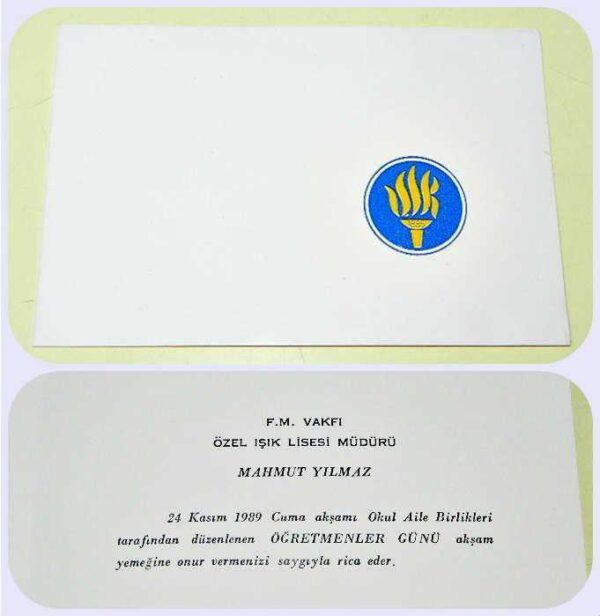 F.M. VAKFI
ÖZEL IŞIK LİSESİ MÜDÜRÜ
MAHMUT YILMAZ
24 Kasım 1989 Cuma akşamı Okul Aile Birlikleri
tarafından düzenlenen ÖĞRETMENLER GÜNÜ akşam
yemeğine onur vermenizi saygıyla rica eder.